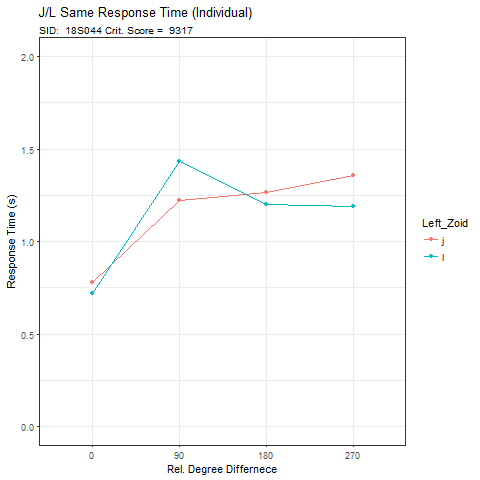 J/L Same Response Time (Individual)
SID:  18S044 Crit. Score =  9317
2.0
1.5
1.0
0.5
0.0
Response Time (s)
0 90 180 270
Rel. Degree Differnece
Left_Zoid
j
l